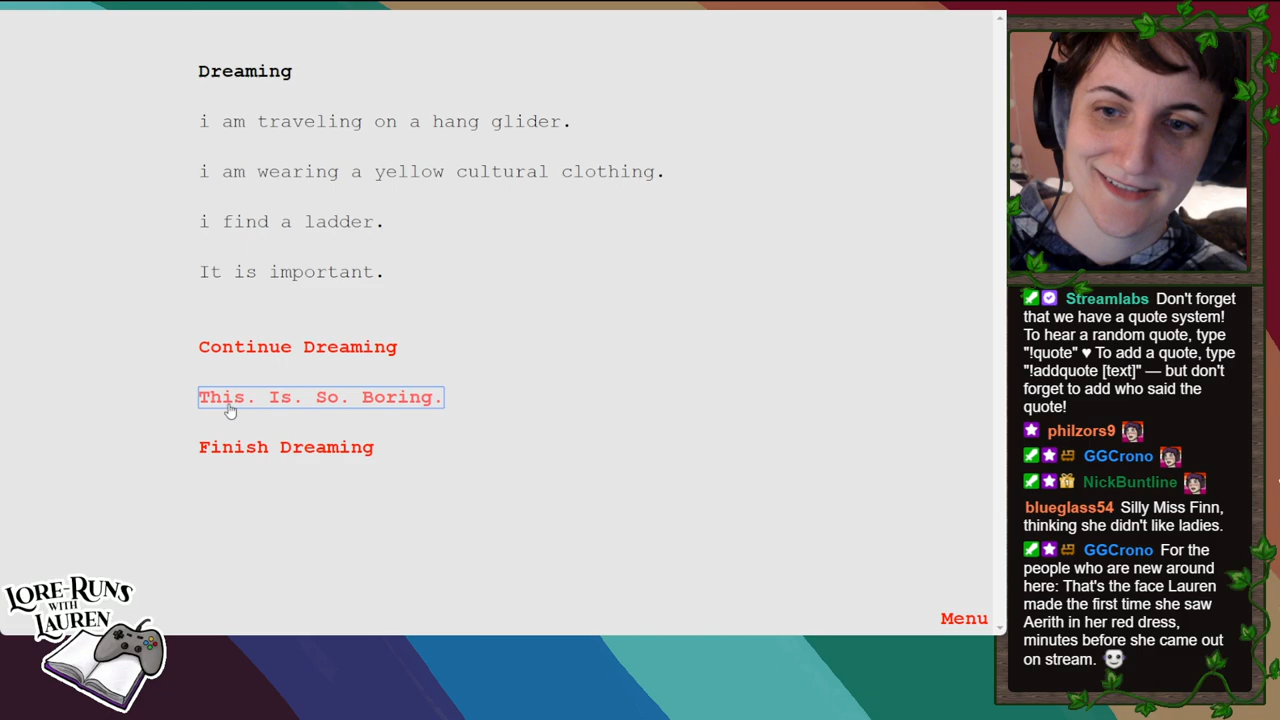 Dreaming
i am traveling on a hang glider.
i am wearing a yellow cultural clothing.
i find a ladder.
It is important.
Continue Dreaming
This. Is. So. Boring.
Finish Dreaming
Menu
LORE-RUNS
WITH
LAUREN
Streamlabs Don't forget
that we have a quote system!
To hear a random quote, type
"!quote" ♥ To add a quote, type
"!addquote [text]" — but don't
forget to add who said the
quote!
philzors9
GGCrono
NickBuntline
blueglass54 Silly Miss Finn,
thinking she didn't like ladies.
GGCrono For the
people who are new around
here: That's the face Lauren
made the first time she saw
Aerith in her red dress,
minutes before she came out
on stream.